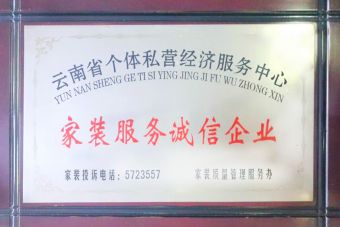 云南省个体私营经济服务中心
YUN NAN SHENG GE TI SI YING JING JI FU WU ZHONG XIN
家装服务诚信企业
家装投诉电话：5723557 家装质量管理服务办